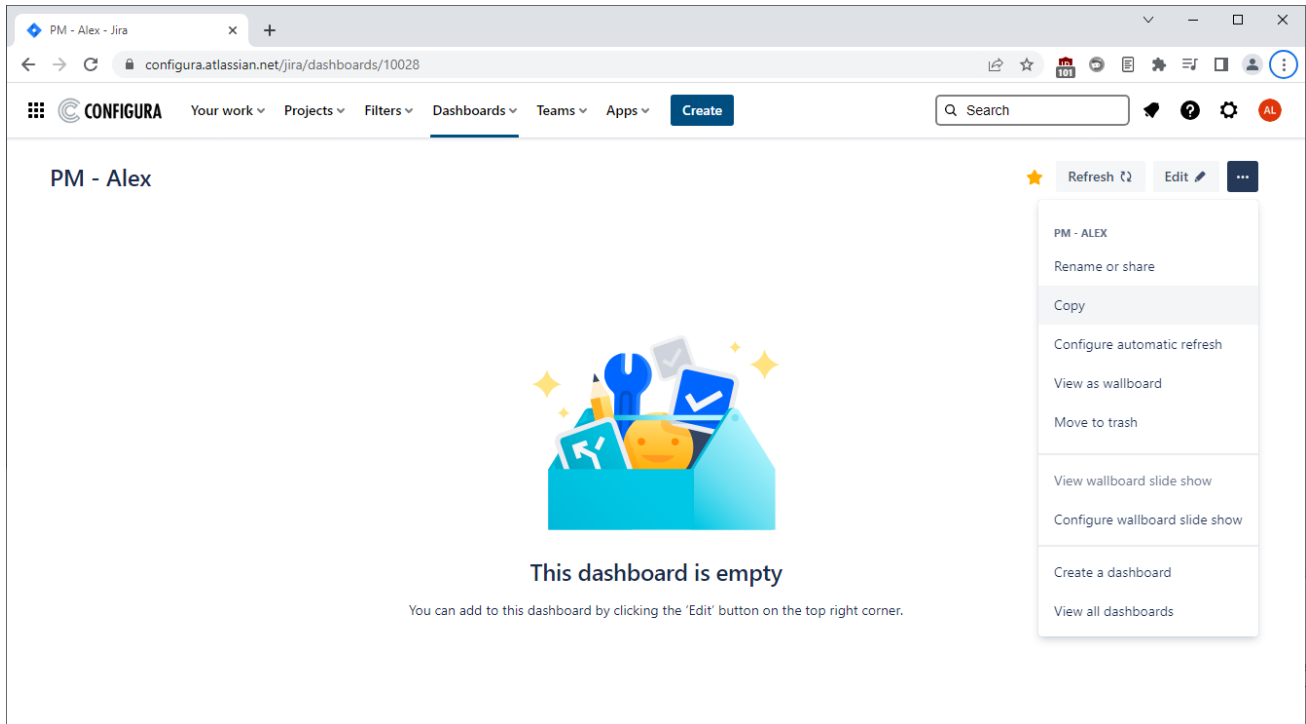 PM - Alex - Jira
configura.atlassian.net/jira/dashboards/10028
101
CONFIGURA Your work Projects Filters Dashboards Teams Apps Create Search AL
PM - Alex
Refresh Edit
PM - ALEX
Rename or share
Copy
Configure automatic refresh
View as wallboard
Move to trash
View wallboard slide show
Configure wallboard slide show
Create a dashboard
View all dashboards
This dashboard is empty
You can add to this dashboard by clicking the 'Edit' button on the top right corner.